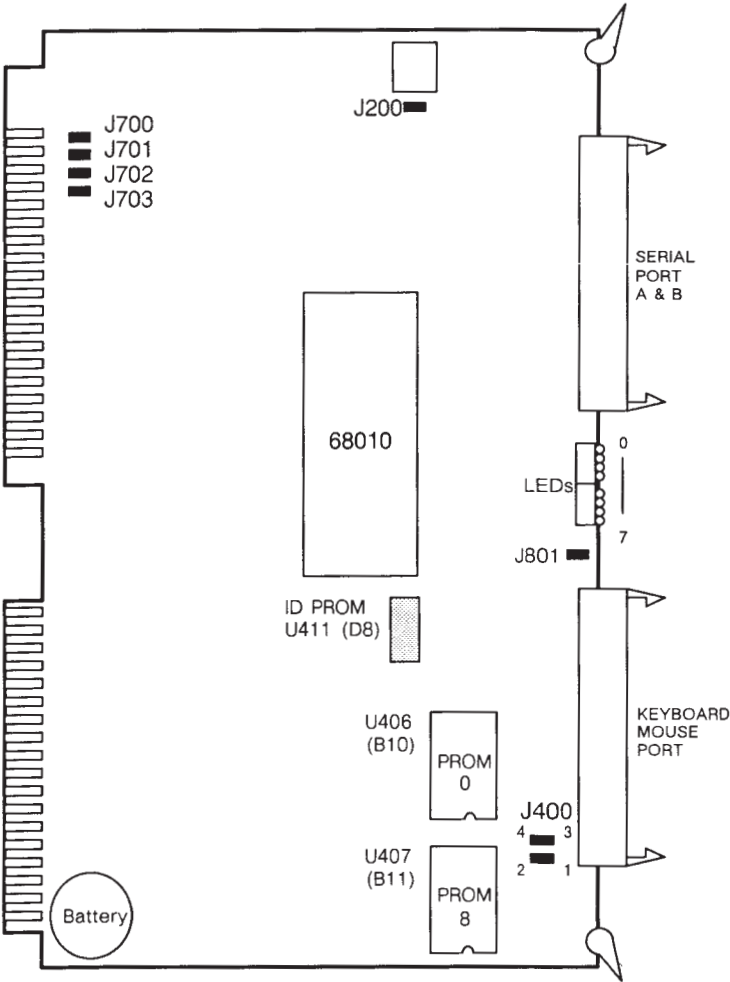 J200
J700
J701
J702
J703
SERIAL
PORT
A & B
68010
0
LEDs
7
J801
ID PROM
U411 (D8)
U406
(B10)
PROM
0
KEYBOARD
MOUSE
PORT
J400
4 3
2 1
U407
(B11)
PROM
8
Battery